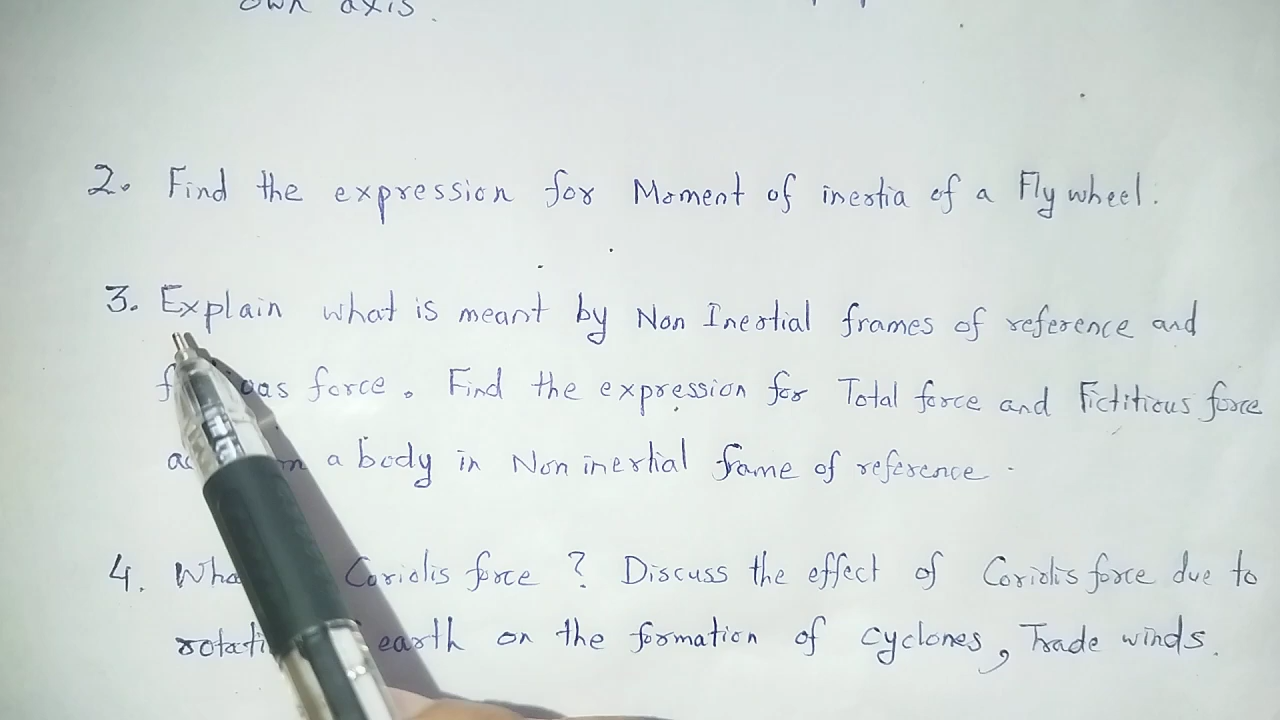 own axis.
2. Find the expression for Moment of inertia of a Fly wheel.
3. Explain what is meant by Non Inertial frames of reference and
force. Find the expression for Total force and Fictitious force
a body in Non inertial frame of reference.
4. Coriolis force? Discuss the effect of Coriolis force due to
earth on the formation of cyclones, Trade winds.